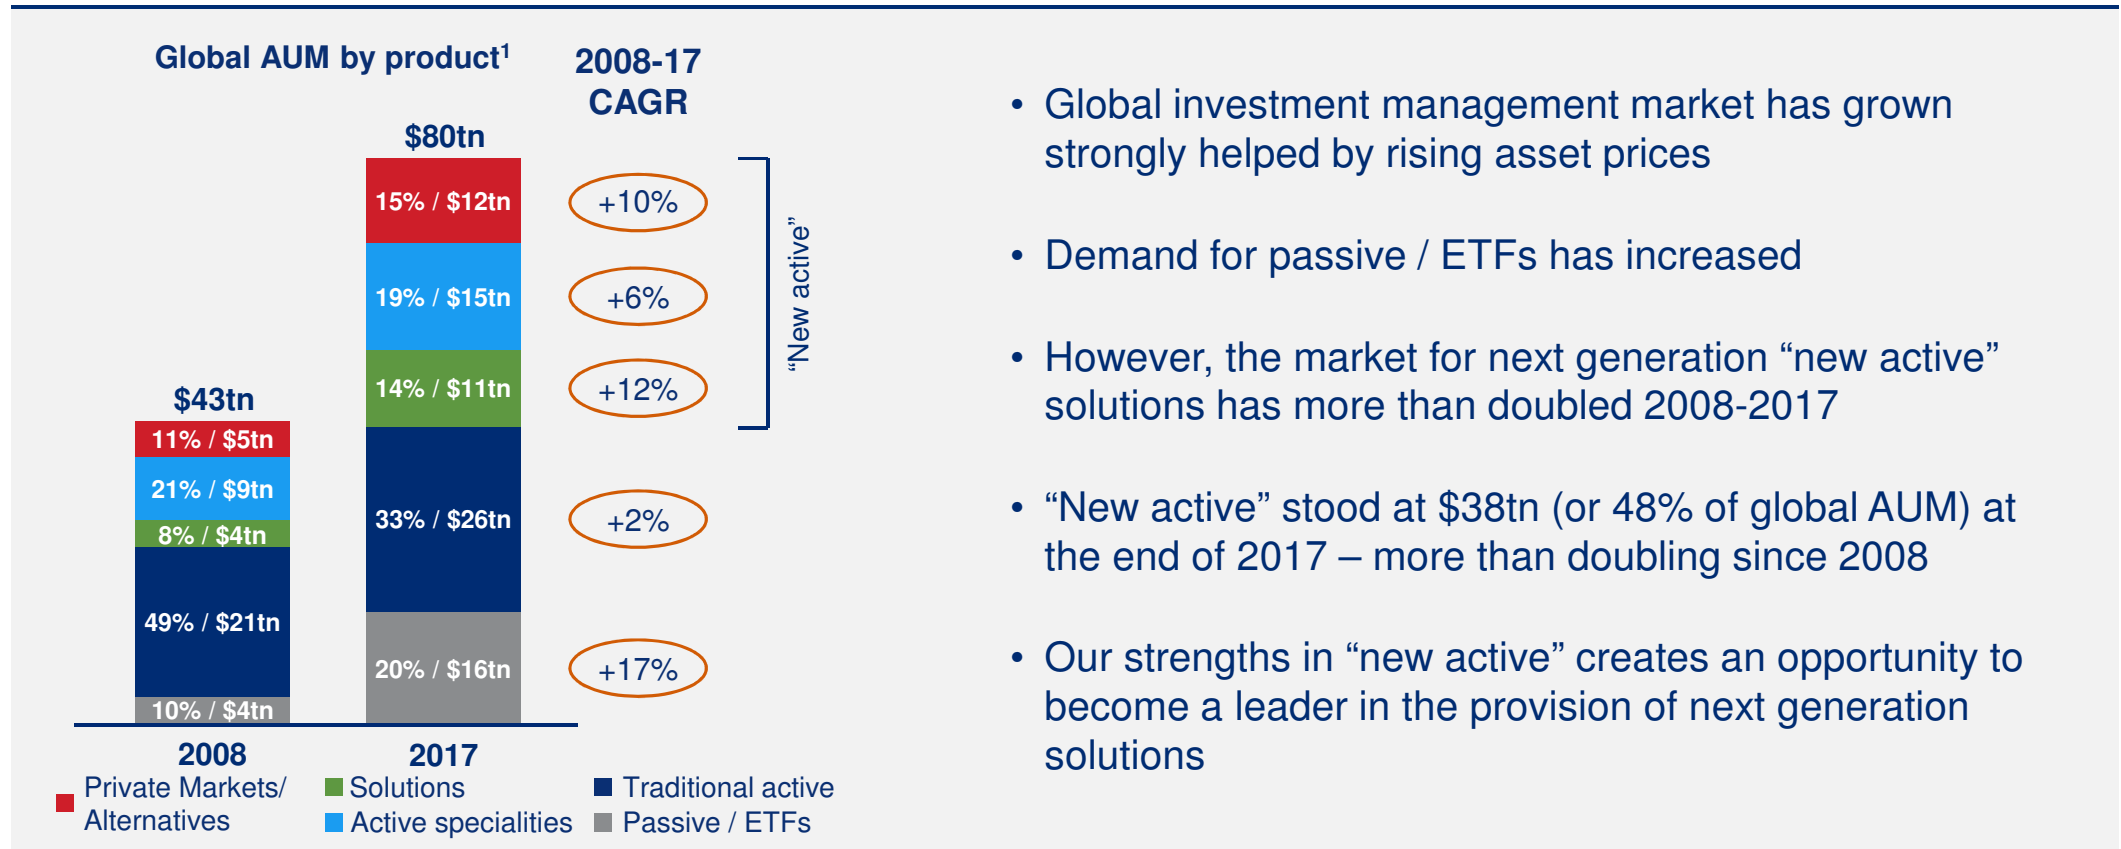 Global AUM by product¹
2008-17
CAGR
$80tn
15% / $12tn
19% / $15tn
14% / $11tn
33% / $26tn
20% / $16tn
$43tn
11% / $5tn
21% / $9tn
8% / $4tn
49% / $21tn
10% / $4tn
+10%
+6%
+12%
+2%
+17%
“New active”
2008
2017
Private Markets/
Alternatives
Solutions
Active specialities
Traditional active
Passive / ETFs
• Global investment management market has grown
strongly helped by rising asset prices
• Demand for passive / ETFs has increased
• However, the market for next generation “new active”
solutions has more than doubled 2008-2017
• “New active” stood at $38tn (or 48% of global AUM) at
the end of 2017 – more than doubling since 2008
• Our strengths in “new active” creates an opportunity to
become a leader in the provision of next generation
solutions